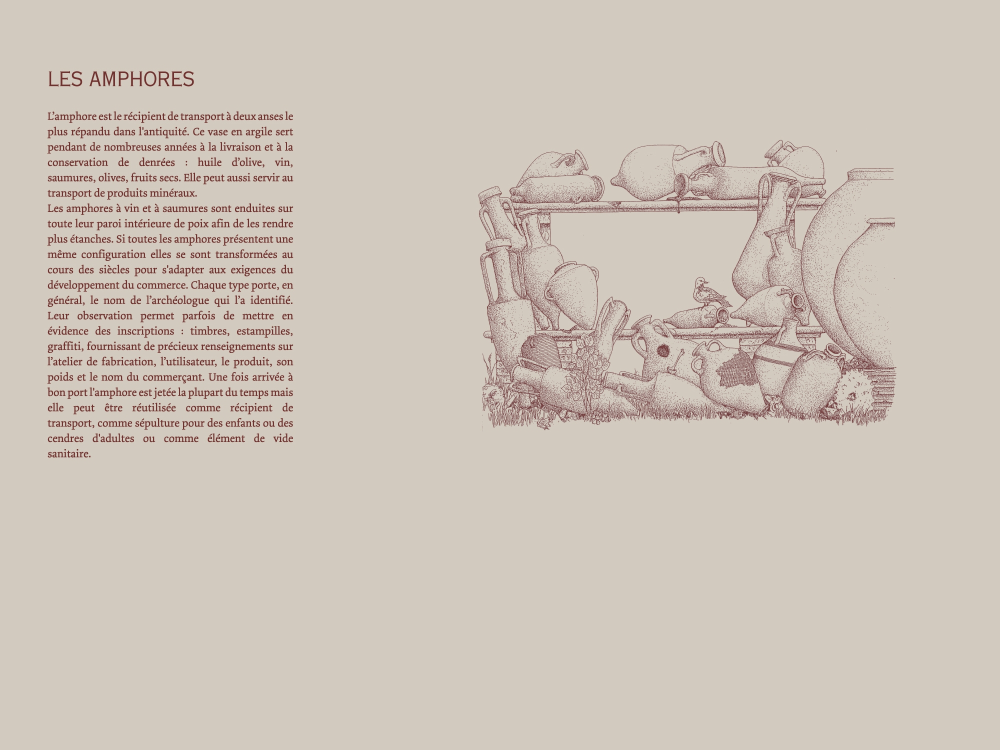 LES AMPHORES
L’amphore est le récipient de transport à deux anses le
plus répandu dans l'antiquité. Ce vase en argile sert
pendant de nombreuses années à la livraison et à la
conservation de denrées : huile d’olive, vin,
saumures, olives, fruits secs. Elle peut aussi servir au
transport de produits minéraux.
Les amphores à vin et à saumures sont enduites sur
toute leur paroi intérieure de poix afin de les rendre
plus étanches. Si toutes les amphores présentent une
même configuration elles se sont transformées au
cours des siècles pour s'adapter aux exigences du
développement du commerce. Chaque type porte, en
général, le nom de l’archéologue qui l’a identifié.
Leur observation permet parfois de mettre en
évidence des inscriptions : timbres, estampilles,
graffiti, fournissant de précieux renseignements sur
l’atelier de fabrication, l’utilisateur, le produit, son
poids et le nom du commerçant. Une fois arrivée à
bon port l'amphore est jetée la plupart du temps mais
elle peut être réutilisée comme récipient de
transport, comme sépulture pour des enfants ou des
cendres d'adultes ou comme élément de vide
sanitaire.